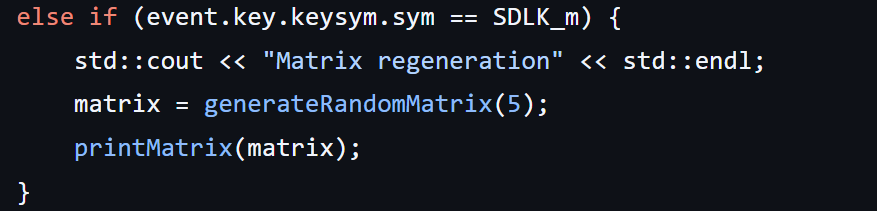 else if (event.key.keysym.sym == SDLK_m) {
    std::cout << "Matrix regeneration" << std::endl;
    matrix = generateRandomMatrix(5);
    printMatrix(matrix);
}